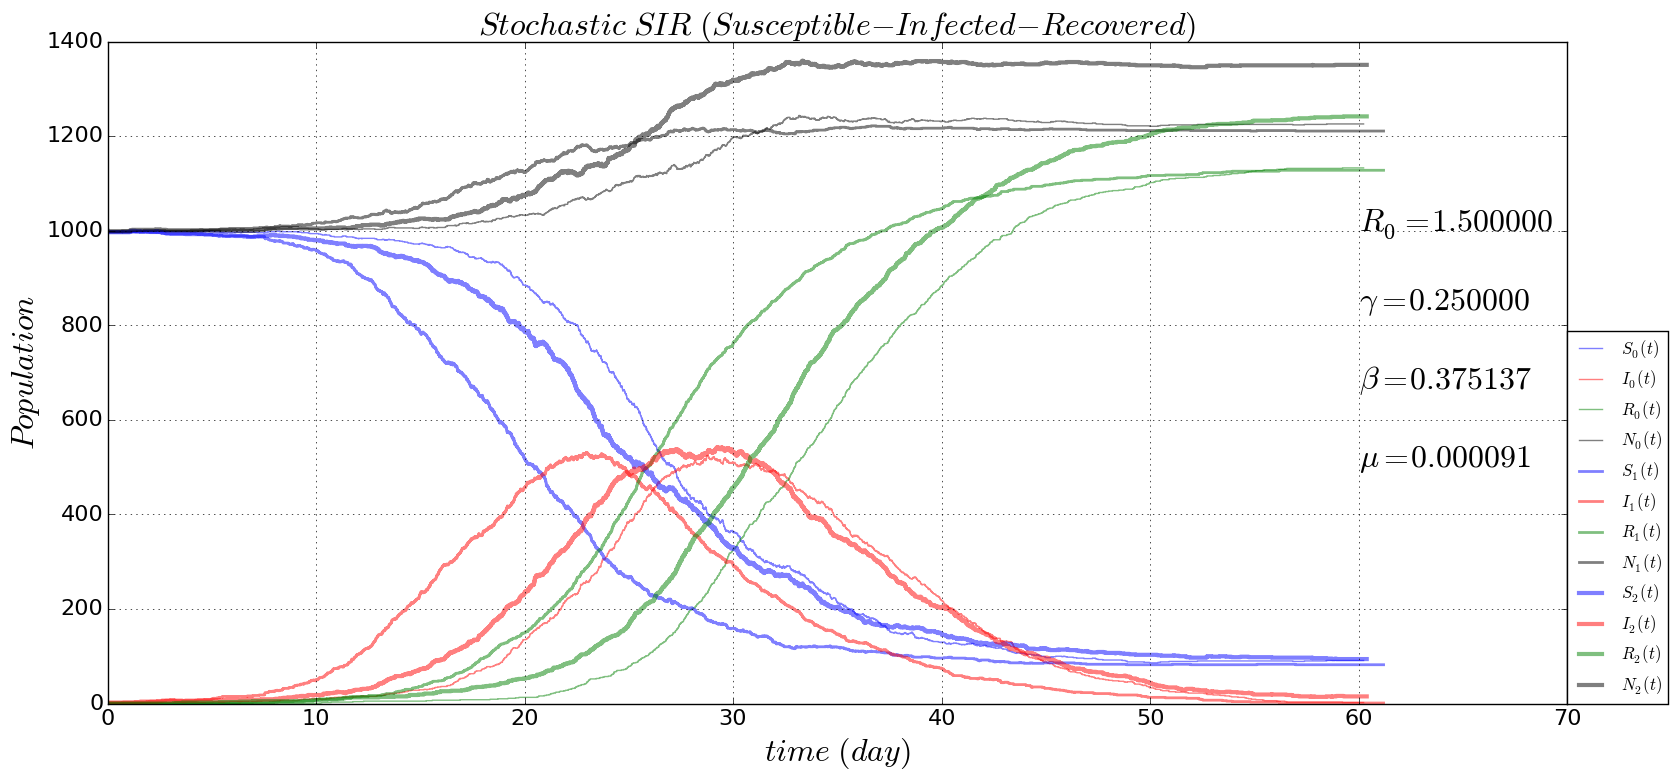 Stochastic SIR (Susceptible−Infected−Recovered)
1400
1200
1000
800
600
400
200
0
Population
0 10 20 30 40 50 60 70
time (day)
R₀ =1.500000
γ=0.250000
β=0.375137
μ=0.000091
S₀(t)
I₀(t)
R₀(t)
N₀(t)
S₁(t)
I₁(t)
R₁(t)
N₁(t)
S₂(t)
I₂(t)
R₂(t)
N₂(t)